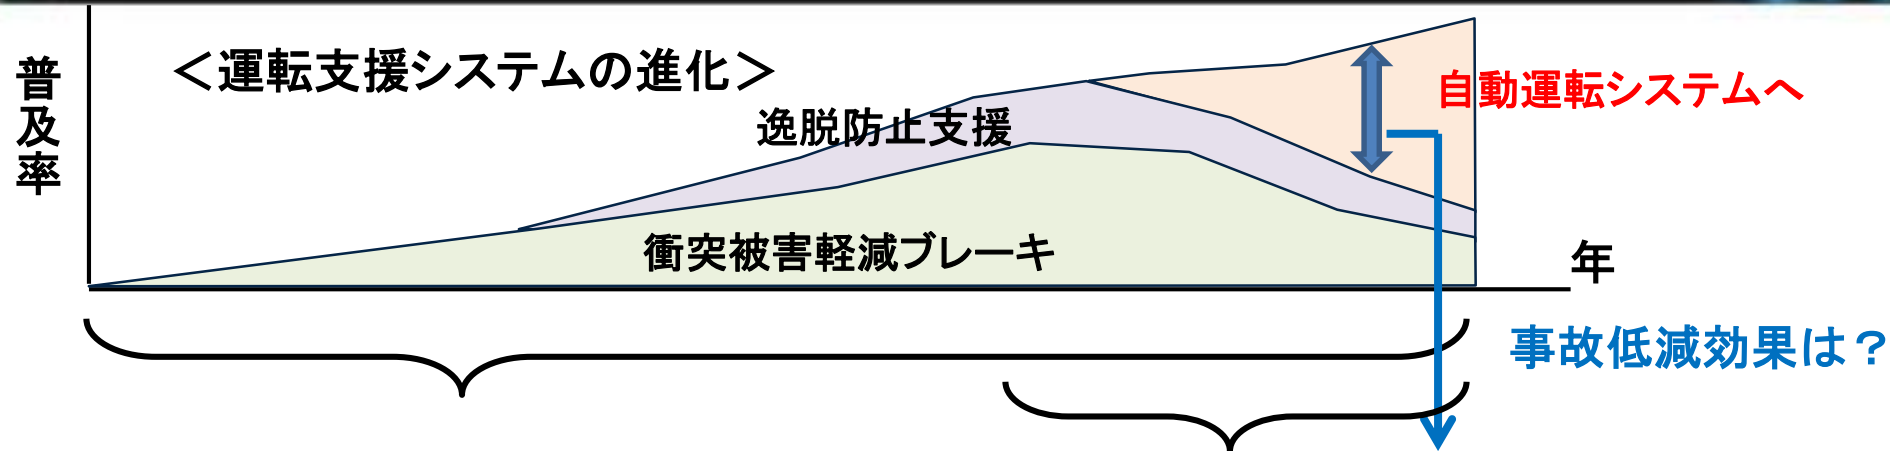 普及率
＜運転支援システムの進化＞
逸脱防止支援
自動運転システムへ
衝突被害軽減ブレーキ
年
事故低減効果は？